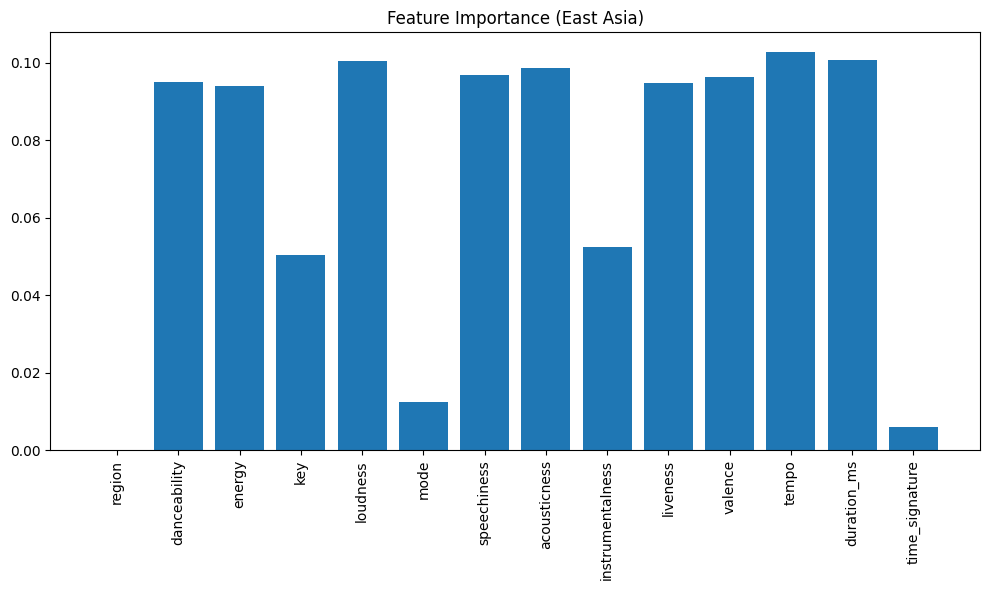 Feature Importance (East Asia)
0.10
0.08
0.06
0.04
0.02
0.00
region
danceability
energy
key
loudness
mode
speechiness
acousticness
instrumentalness
liveness
valence
tempo
duration_ms
time_signature